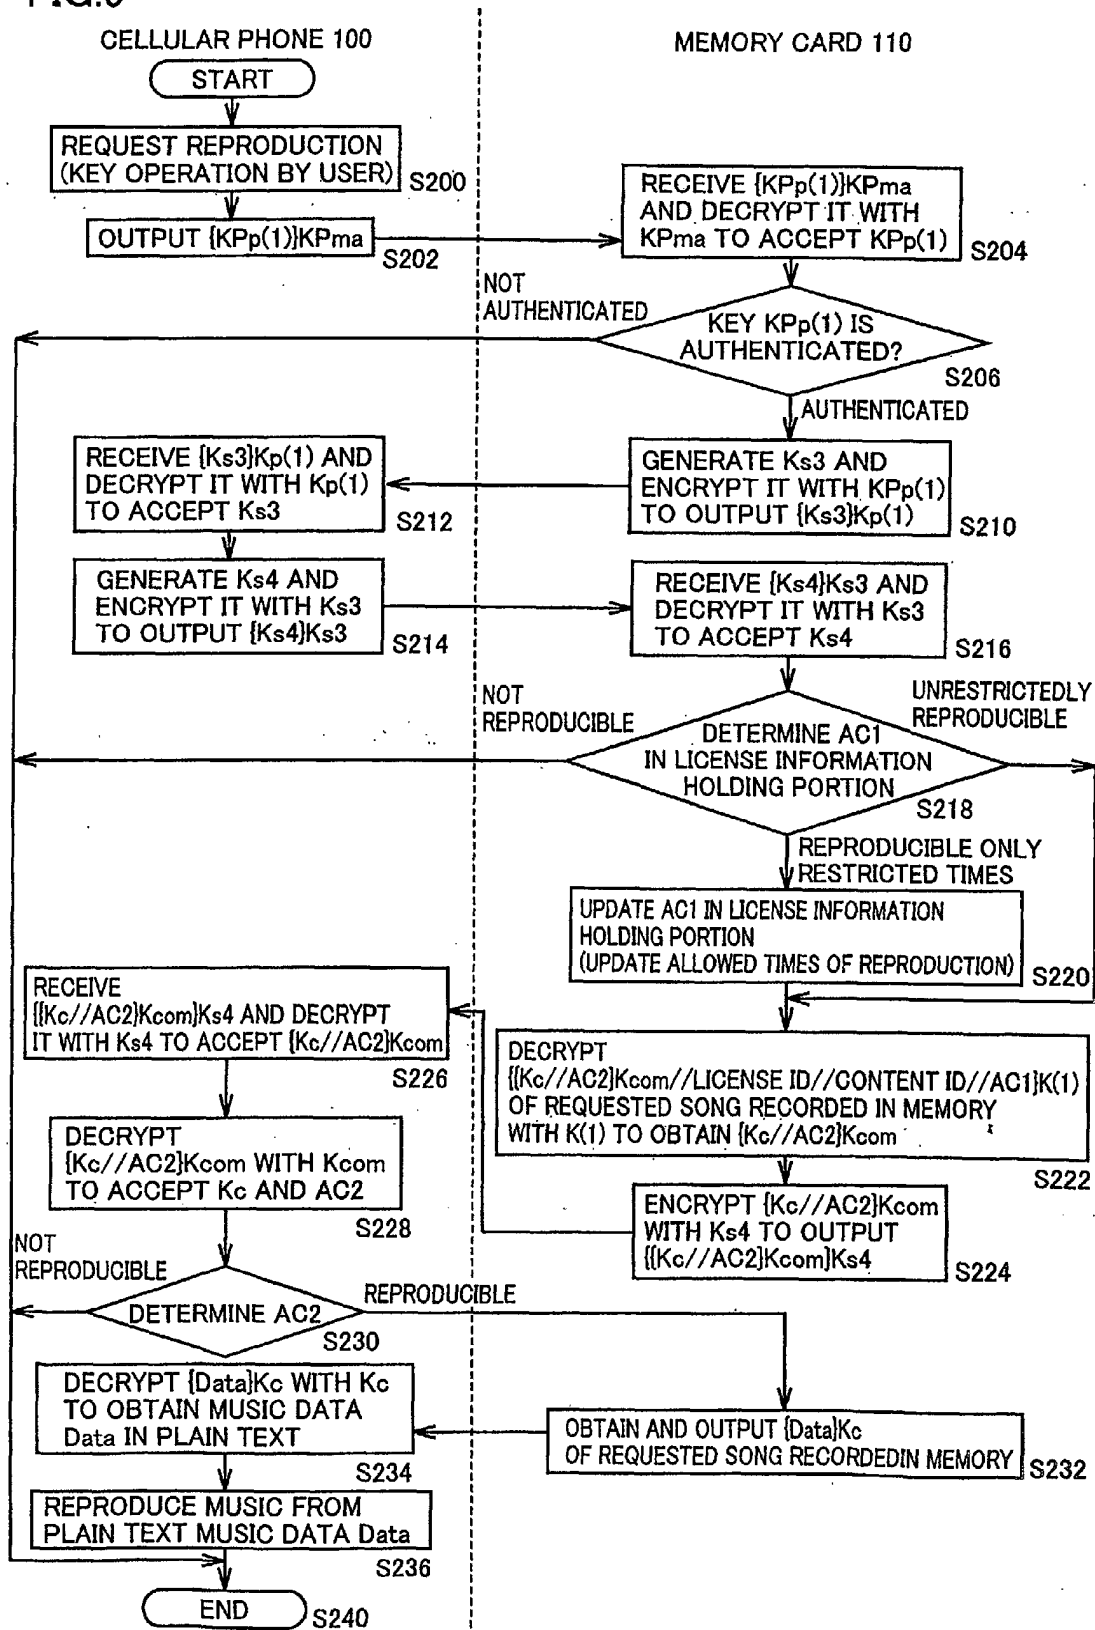 CELLULAR PHONE 100
MEMORY CARD 110
START
REQUEST REPRODUCTION
(KEY OPERATION BY USER)
S200
OUTPUT {KPp(1)}KPma
S202
RECEIVE {KPp(1)}KPma
AND DECRYPT IT WITH
KPma TO ACCEPT KPp(1)
S204
NOT
AUTHENTICATED
KEY KPp(1) IS
AUTHENTICATED?
S206
AUTHENTICATED
GENERATE Ks3 AND
ENCRYPT IT WITH KPp(1)
TO OUTPUT {Ks3}Kp(1)
S210
RECEIVE {Ks3}Kp(1) AND
DECRYPT IT WITH Kp(1)
TO ACCEPT Ks3
S212
GENERATE Ks4 AND
ENCRYPT IT WITH Ks3
TO OUTPUT {Ks4}Ks3
S214
RECEIVE {Ks4}Ks3 AND
DECRYPT IT WITH Ks3
TO ACCEPT Ks4
S216
NOT
REPRODUCIBLE
UNRESTRICTEDLY
REPRODUCIBLE
DETERMINE AC1
IN LICENSE INFORMATION
HOLDING PORTION
S218
REPRODUCIBLE ONLY
RESTRICTED TIMES
UPDATE AC1 IN LICENSE INFORMATION
HOLDING PORTION
(UPDATE ALLOWED TIMES OF REPRODUCTION)
S220
DECRYPT
{{Kc//AC2}Kcom//LICENSE ID//CONTENT ID//AC1}K(1)
OF REQUESTED SONG RECORDED IN MEMORY
WITH K(1) TO OBTAIN {Kc//AC2}Kcom
S222
ENCRYPT {Kc//AC2}Kcom
WITH Ks4 TO OUTPUT
{{Kc//AC2}Kcom}Ks4
S224
RECEIVE
{{Kc//AC2}Kcom}Ks4 AND DECRYPT
IT WITH Ks4 TO ACCEPT {Kc//AC2}Kcom
S226
DECRYPT
{Kc//AC2}Kcom WITH Kcom
TO ACCEPT Kc AND AC2
S228
NOT
REPRODUCIBLE
DETERMINE AC2
S230
REPRODUCIBLE
OBTAIN AND OUTPUT {Data}Kc
OF REQUESTED SONG RECORDEDIN MEMORY
S232
DECRYPT {Data}Kc WITH Kc
TO OBTAIN MUSIC DATA
Data IN PLAIN TEXT
S234
REPRODUCE MUSIC FROM
PLAIN TEXT MUSIC DATA Data
S236
END
S240